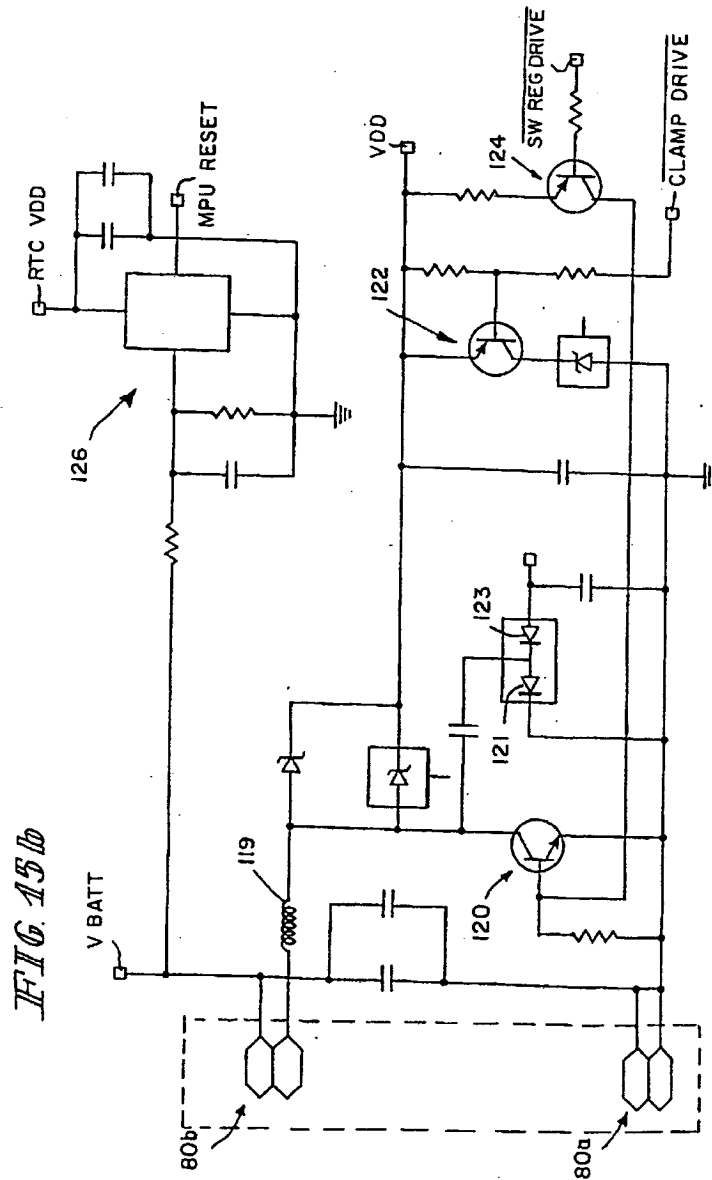 FIG. 15b
V BATT
RTC VDD
MPU RESET
126
VDD
SW REG DRIVE
124
CLAMP DRIVE
122
123
121
119
120
80b
80a